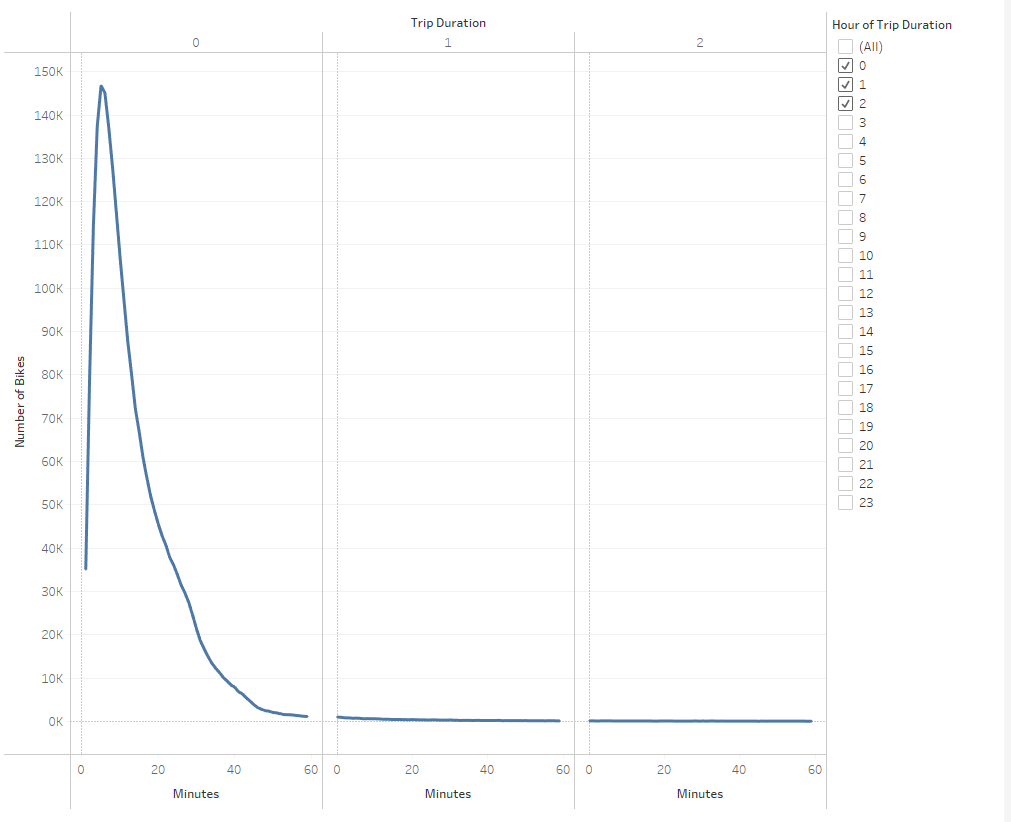 Trip Duration
0 1 2
150K
140K
130K
120K
110K
100K
90K
80K
70K
60K
50K
40K
30K
20K
10K
0K
Number of Bikes
0 20 40 60 0 20 40 60 0 20 40 60
Minutes Minutes Minutes
Hour of Trip Duration
(All)
0
1
2
3
4
5
6
7
8
9
10
11
12
13
14
15
16
17
18
19
20
21
22
23